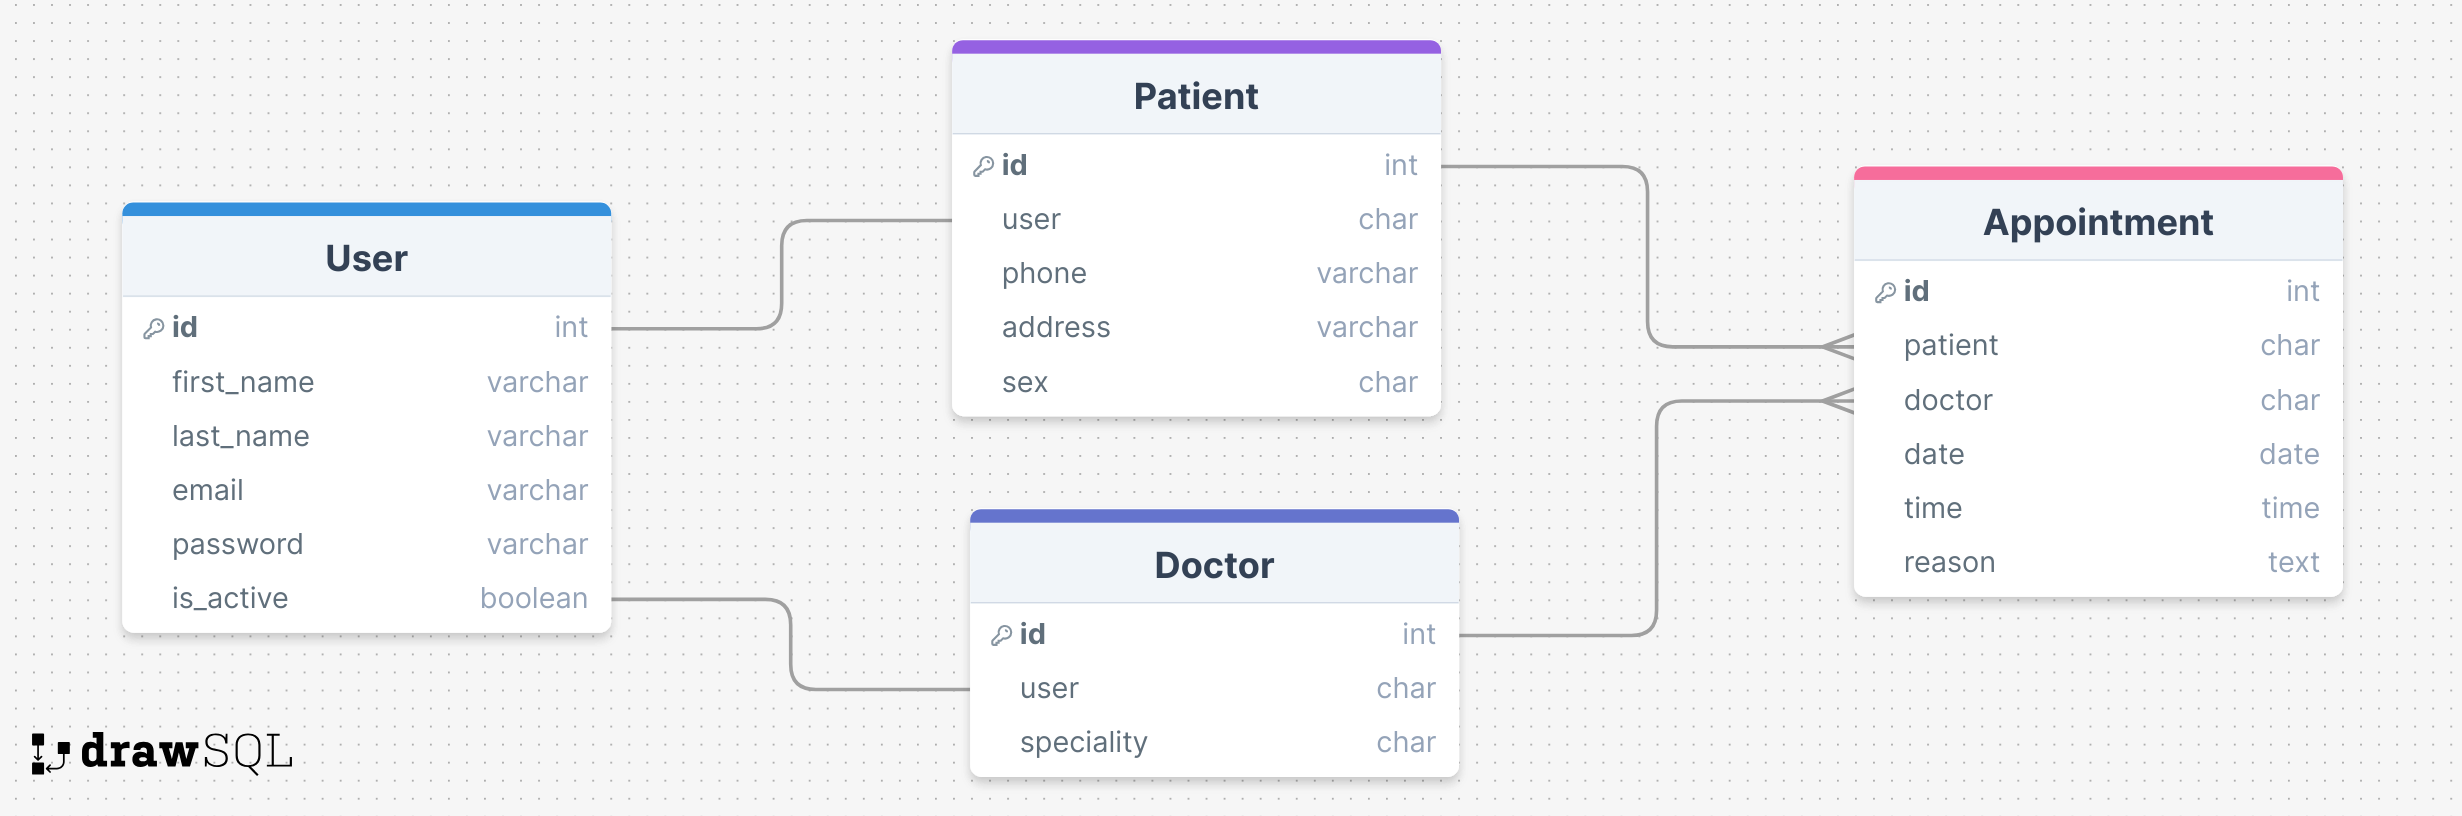 User
id int
first_name varchar
last_name varchar
email varchar
password varchar
is_active boolean
Patient
id int
user char
phone varchar
address varchar
sex char
Doctor
id int
user char
speciality char
Appointment
id int
patient char
doctor char
date date
time time
reason text
drawSQL